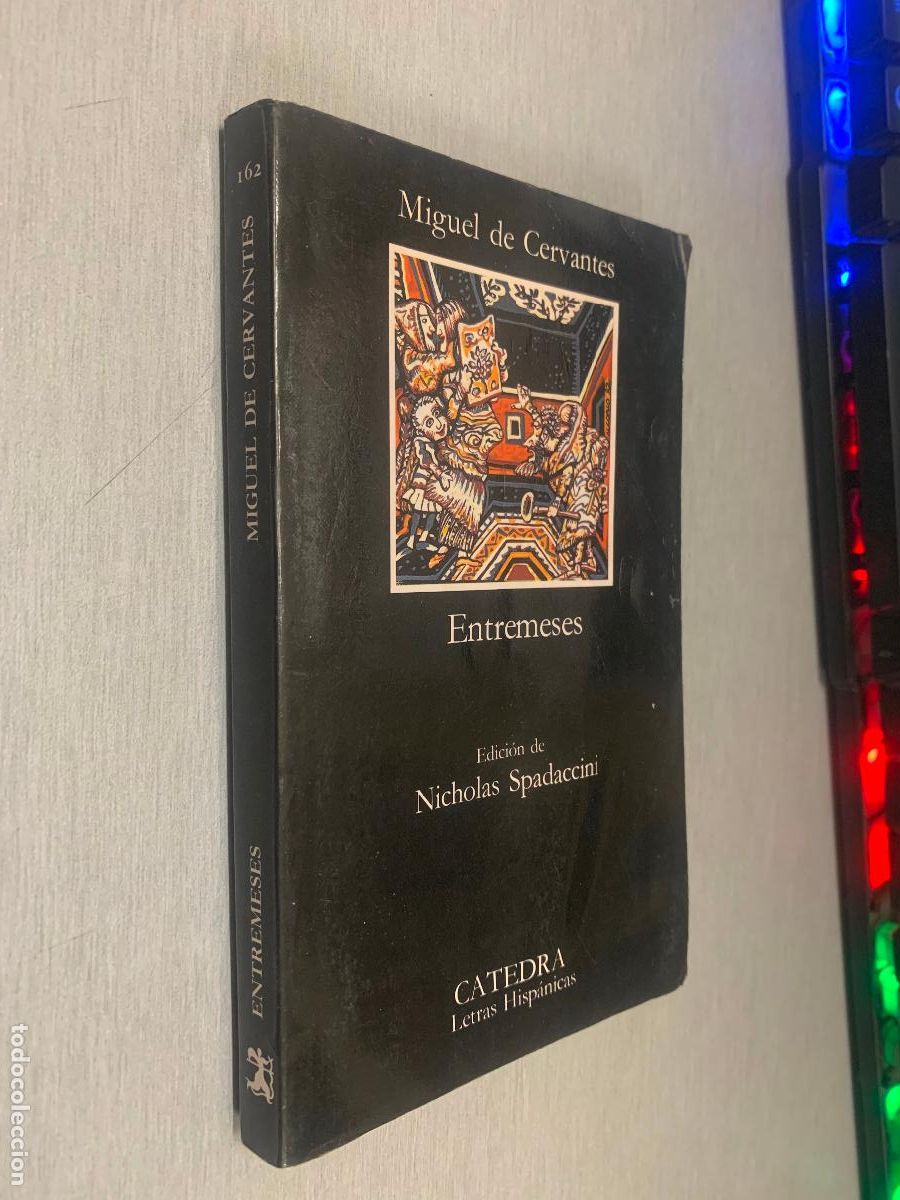 162
MIGUEL DE CERVANTES
ENTREMESES
Miguel de Cervantes
Entremeses
Edición de
Nicholas Spadaccini
CATEDRA
Letras Hispánicas
todocoleccion